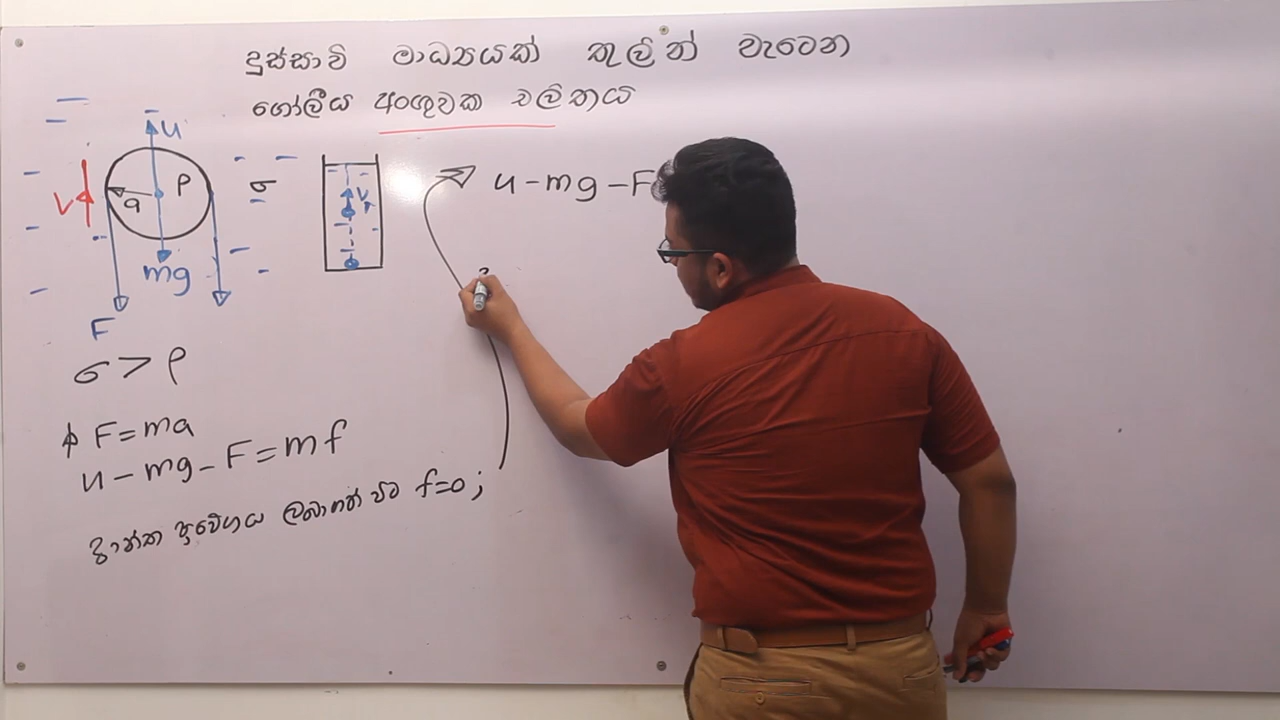 දුස්සාවි මාධ්‍යයක් තුලින් වැටෙන
ගෝලීය අංශුවක චලිතය
u
ρ
a
V
mg
F
σ
V
u - mg - F
σ > ρ
F = ma
u - mg - F = mf
ආන්ත ප්‍රවේගය ලබාගත් විට f=0 ;